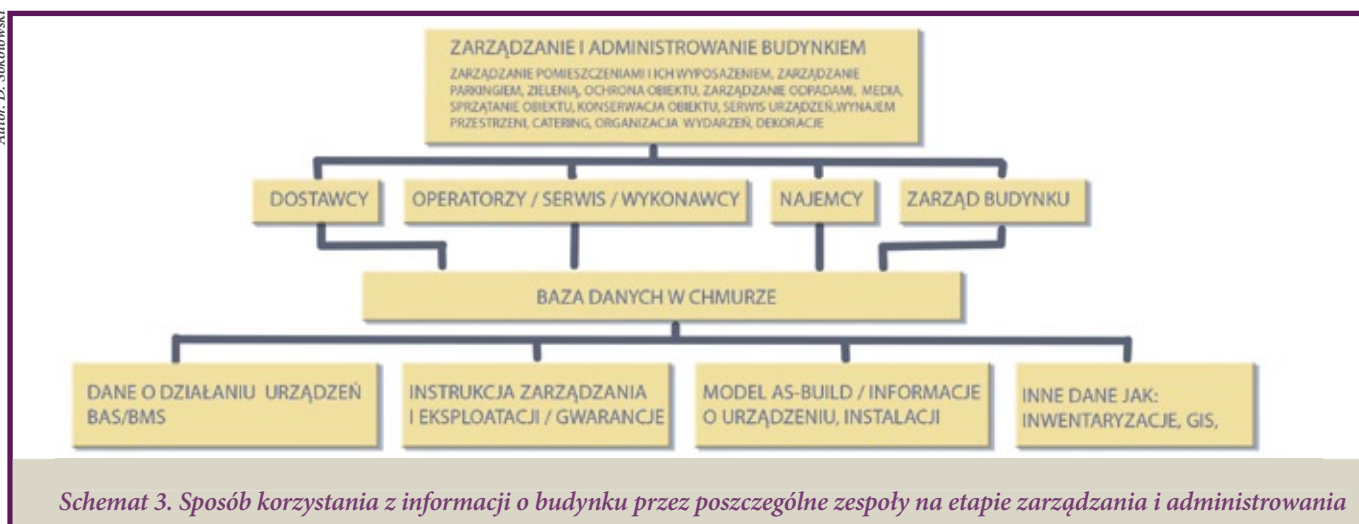 Autor: D. Sokołowski
ZARZĄDZANIE I ADMINISTROWANIE BUDYNKIEM
ZARZĄDZANIE POMIESZCZENIAMI I ICH WYPOSAŻENIEM, ZARZĄDZANIE
PARKINGIEM, ZIELENIĄ, OCHRONA OBIEKTU, ZARZĄDZANIE ODPADAMI, MEDIA,
SPRZĄTANIE OBIEKTU, KONSERWACJA OBIEKTU, SERWIS URZĄDZEŃ,WYNAJEM
PRZESTRZENI, CATERING, ORGANIZACJA WYDARZEŃ, DEKORACJE
DOSTAWCY
OPERATORZY / SERWIS / WYKONAWCY
NAJEMCY
ZARZĄD BUDYNKU
BAZA DANYCH W CHMURZE
DANE O DZIAŁANIU URZĄDZEŃ
BAS/BMS
INSTRUKCJA ZARZĄDZANIA
I EKSPLOATACJI / GWARANCJE
MODEL AS-BUILD / INFORMACJE
O URZĄDZENIU, INSTALACJI
INNE DANE JAK:
INWENTARYZACJE, GIS,
Schemat 3. Sposób korzystania z informacji o budynku przez poszczególne zespoły na etapie zarządzania i administrowania